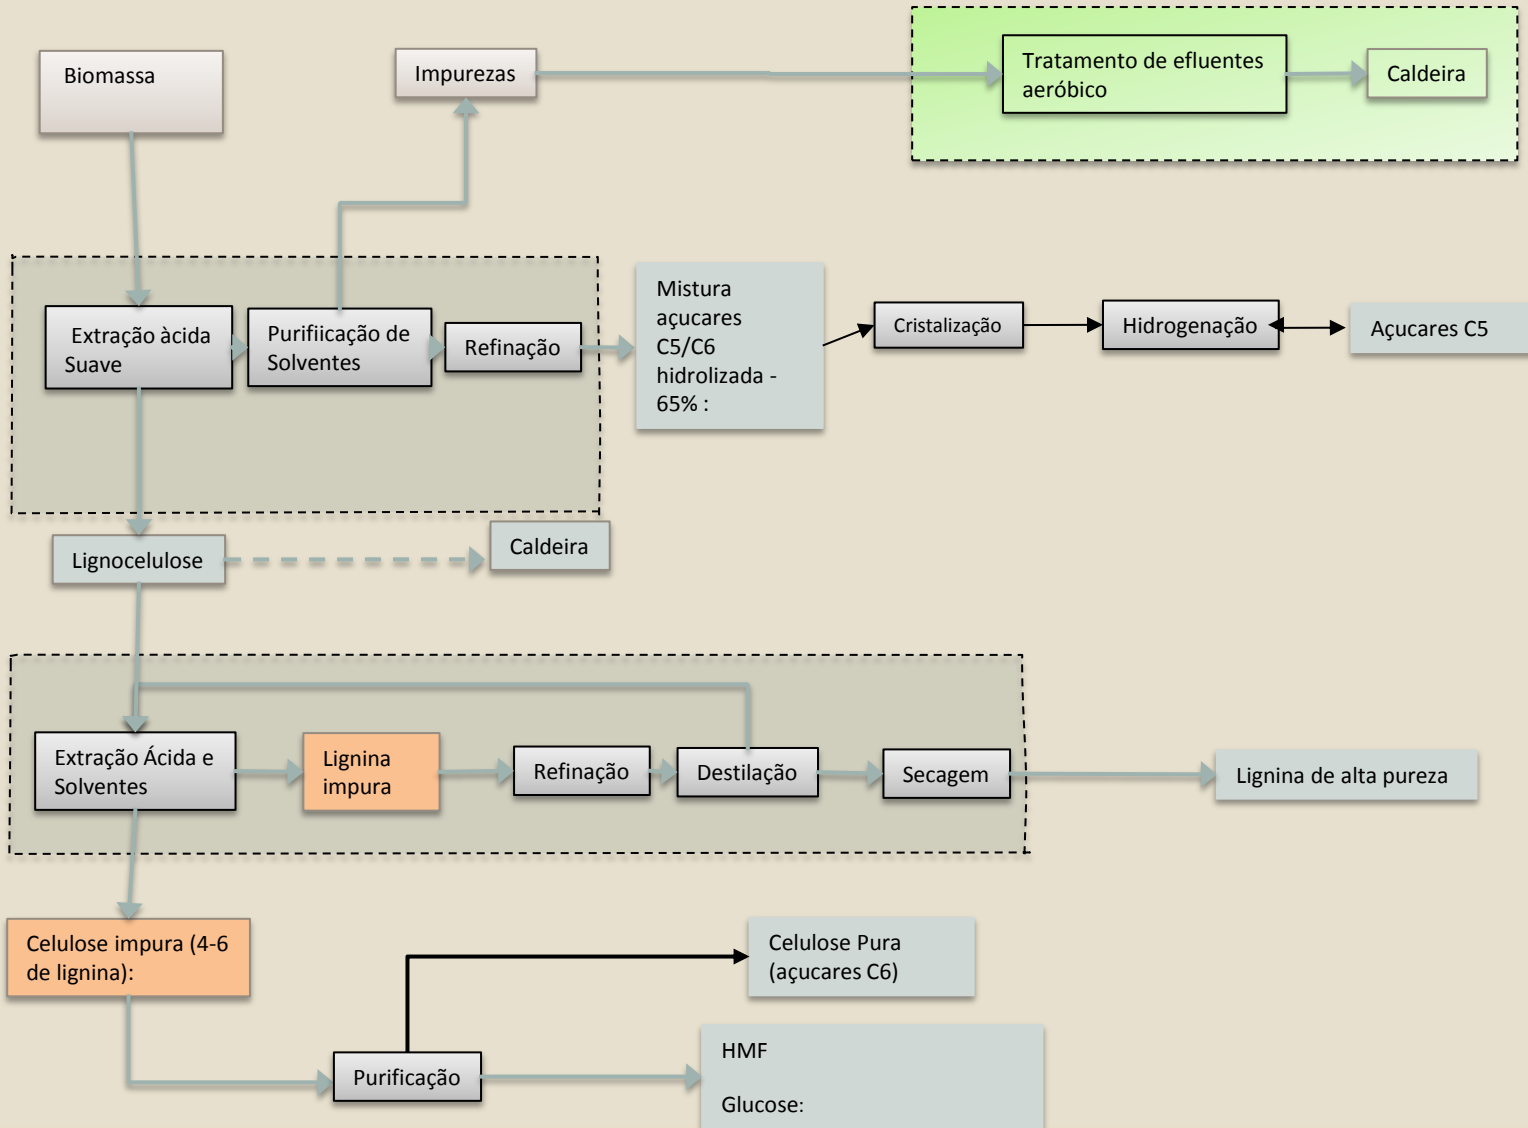 Biomassa
Impurezas
Tratamento de efluentes
aeróbico
Caldeira
Extração àcida
Suave
Purifiicação de
Solventes
Refinação
Mistura
açucares
C5/C6
hidrolizada -
65% :
Cristalização
Hidrogenação
Açucares C5
Lignocelulose
Caldeira
Extração Ácida e
Solventes
Lignina
impura
Refinação
Destilação
Secagem
Lignina de alta pureza
Celulose impura (4-6
de lignina):
Celulose Pura
(açucares C6)
Purificação
HMF
Glucose: